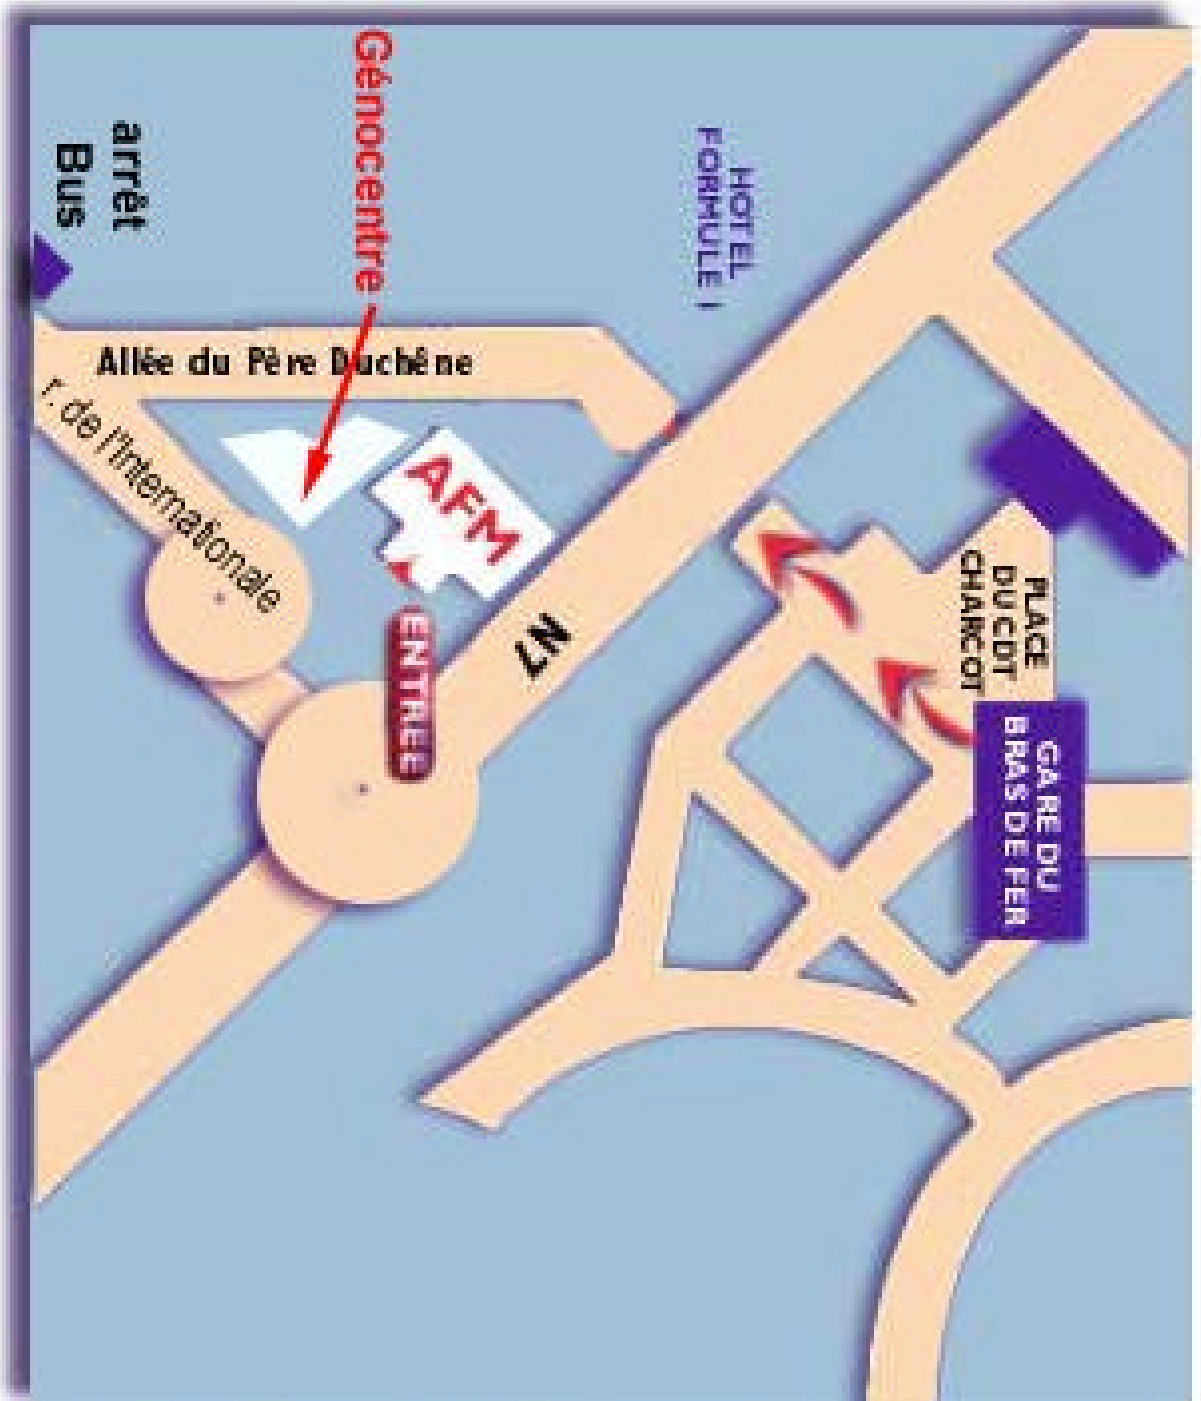 Génocentre
arrêt
Bus
HOTEL
FORMULE 1
Allée du Père Duchêne
r. de l'Internationale
AFM
ENTREE
N7
PLACE
DU CDT
CHARCOT
GARE DU
BRAS DE FER